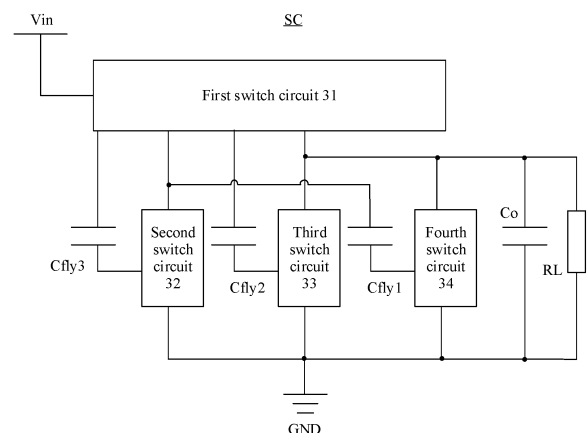 Vin
SC
First switch circuit 31
Second
switch
circuit
32
Third
switch
circuit
33
Fourth
switch
circuit
34
Co
RL
Cfly3
Cfly2
Cfly1
GND